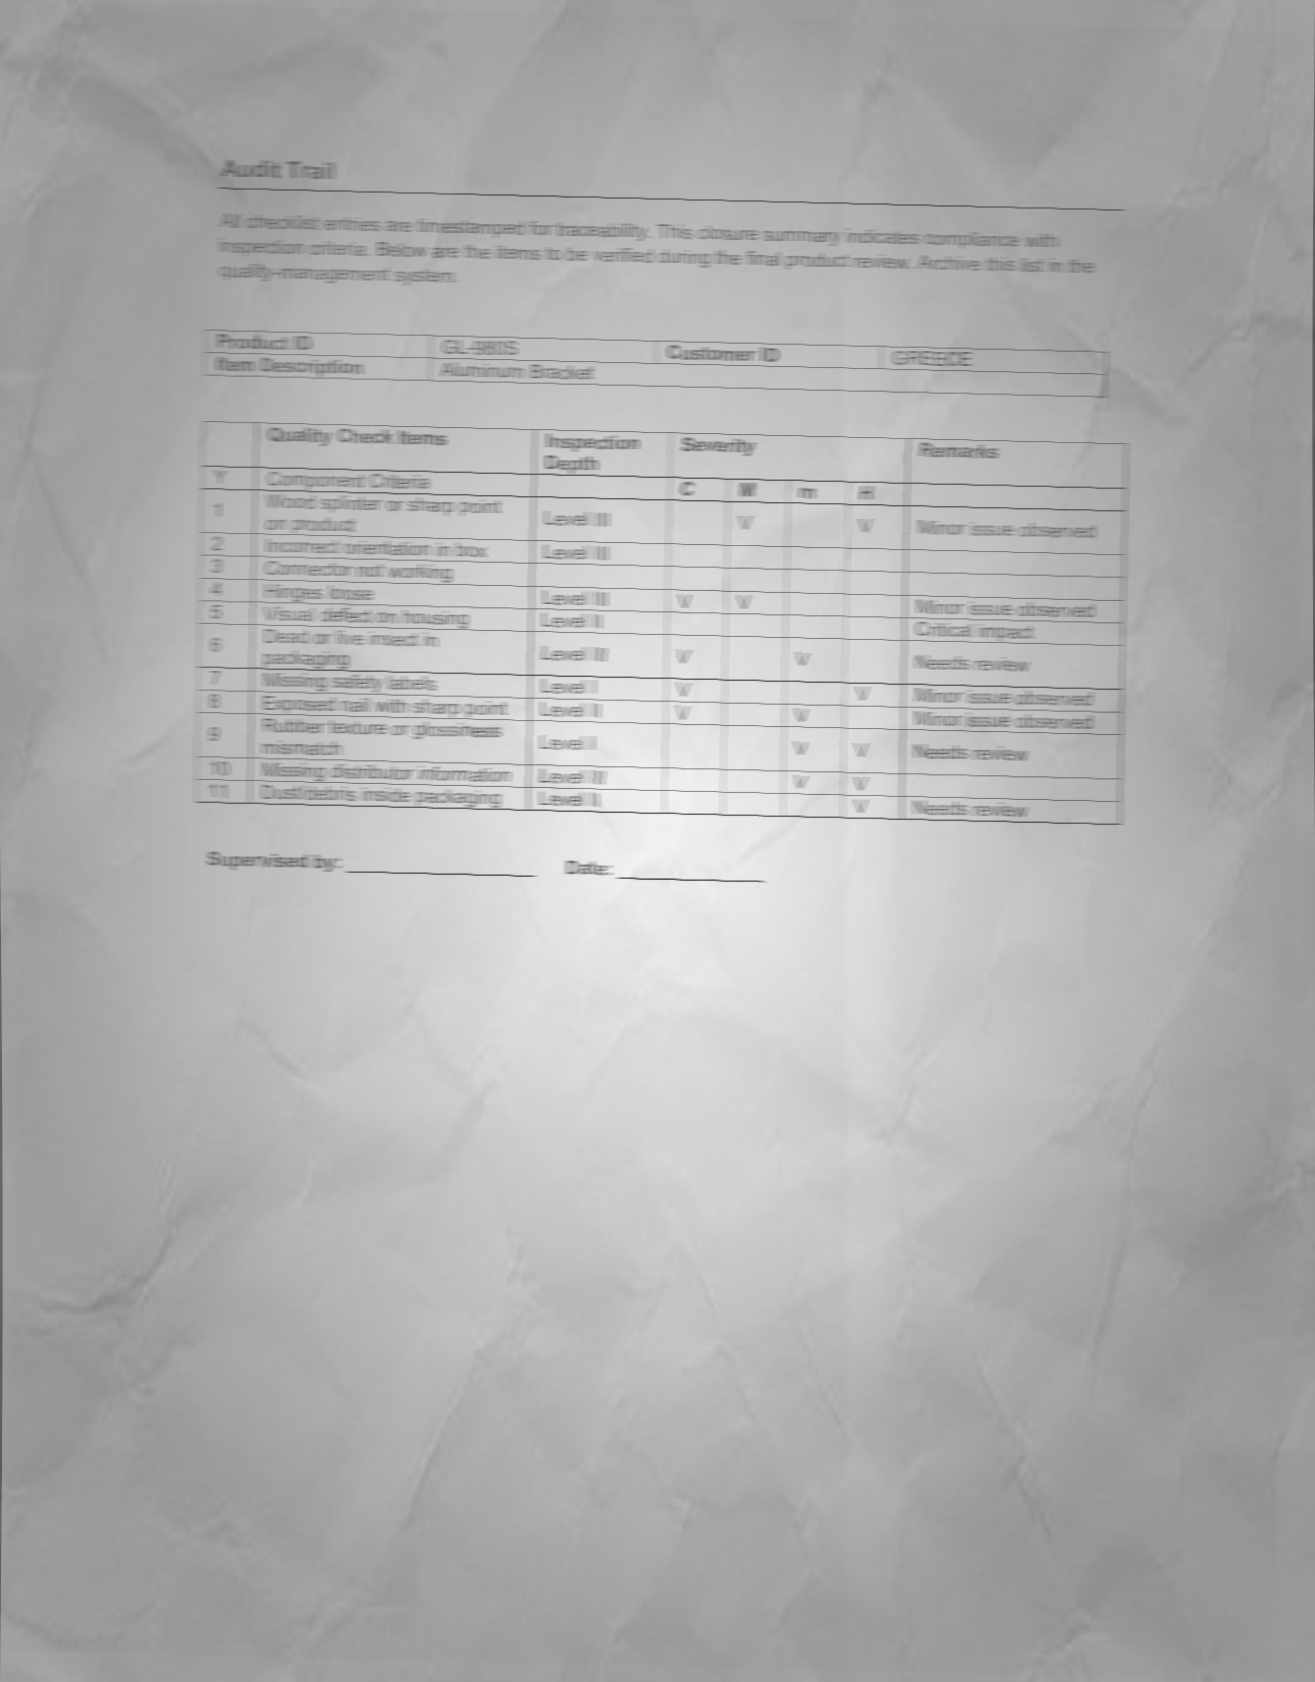 Audit Trail
All checklist entries are timestamped for traceability. This closure summary indicates compliance with
inspection criteria. Below are the items to be verified during the final product review. Archive this list in the
quality-management system.
Product ID Customer ID
Item Description Aluminum Bracket
Quality Check Items Inspection Severity Remarks
Depth
Y Component Criteria C m
1 Wood splinter or sharp point
on product Level III Minor issue observed
2 Incorrect orientation in box Level III
3 Connector not working
4 Hinges loose Level III Minor issue observed
5 Visual defect on housing Level II Critical impact
6 Dead or live insect in
packaging Level III Needs review
7 Missing safety labels Level I Minor issue observed
8 Exposed nail with sharp point Level II Minor issue observed
9 Rubber texture or glossiness
mismatch Level I Needs review
10 Missing distributor information Level III
11 Dust/debris inside packaging Level II Needs review
Supervised by: Date: